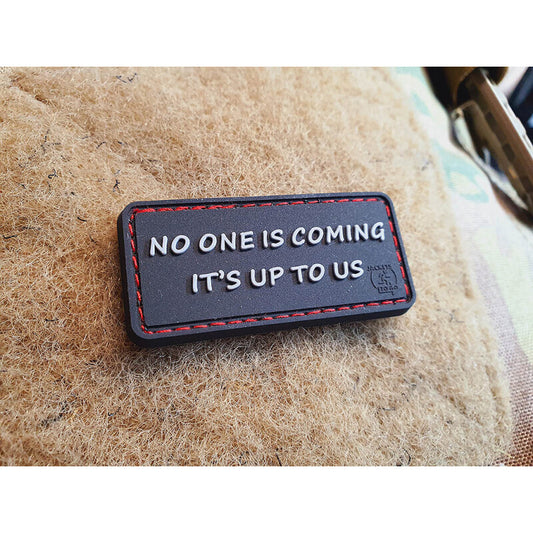 NO ONE IS COMING
IT'S UP TO US